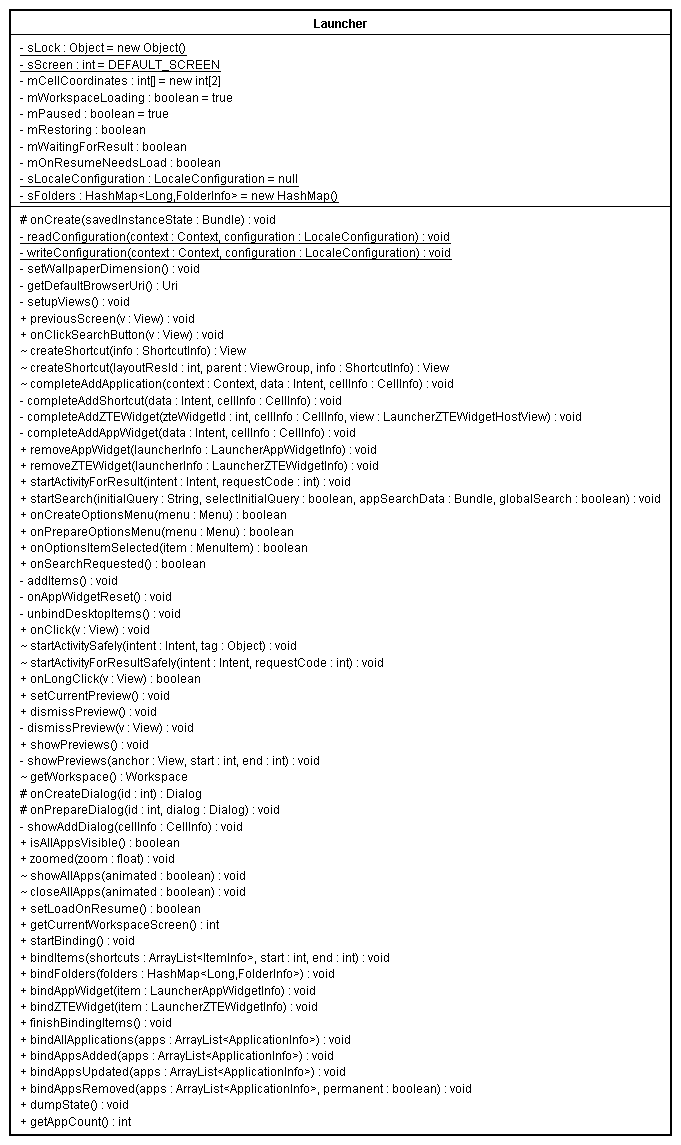 Launcher
- sLock : Object = new Object()
- sScreen : int = DEFAULT_SCREEN
- mCellCoordinates : int[] = new int[2]
- mWorkspaceLoading : boolean = true
- mPaused : boolean = true
- mRestoring : boolean
- mWaitingForResult : boolean
- mOnResumeNeedsLoad : boolean
- sLocaleConfiguration : LocaleConfiguration = null
- sFolders : HashMap<Long,FolderInfo> = new HashMap()
# onCreate(savedInstanceState : Bundle) : void
- readConfiguration(context : Context, configuration : LocaleConfiguration) : void
- writeConfiguration(context : Context, configuration : LocaleConfiguration) : void
- setWallpaperDimension() : void
- getDefaultBrowserUri() : Uri
- setupViews() : void
+ previousScreen(v : View) : void
+ onClickSearchButton(v : View) : void
~ createShortcut(info : ShortcutInfo) : View
~ createShortcut(layoutResId : int, parent : ViewGroup, info : ShortcutInfo) : View
~ completeAddApplication(context : Context, data : Intent, cellInfo : CellInfo) : void
- completeAddShortcut(data : Intent, cellInfo : CellInfo) : void
- completeAddZTEWidget(zteWidgetId : int, cellInfo : CellInfo, view : LauncherZTEWidgetHostView) : void
- completeAddAppWidget(data : Intent, cellInfo : CellInfo) : void
+ removeAppWidget(launcherInfo : LauncherAppWidgetInfo) : void
+ removeZTEWidget(launcherInfo : LauncherZTEWidgetInfo) : void
+ startActivityForResult(intent : Intent, requestCode : int) : void
+ startSearch(initialQuery : String, selectInitialQuery : boolean, appSearchData : Bundle, globalSearch : boolean) : void
+ onCreateOptionsMenu(menu : Menu) : boolean
+ onPrepareOptionsMenu(menu : Menu) : boolean
+ onOptionsItemSelected(item : MenuItem) : boolean
+ onSearchRequested() : boolean
- addItems() : void
- onAppWidgetReset() : void
- unbindDesktopItems() : void
+ onClick(v : View) : void
~ startActivitySafely(intent : Intent, tag : Object) : void
~ startActivityForResultSafely(intent : Intent, requestCode : int) : void
+ onLongClick(v : View) : boolean
+ setCurrentPreview() : void
+ dismissPreview() : void
- dismissPreview(v : View) : void
+ showPreviews() : void
- showPreviews(anchor : View, start : int, end : int) : void
~ getWorkspace() : Workspace
# onCreateDialog(id : int) : Dialog
# onPrepareDialog(id : int, dialog : Dialog) : void
- showAddDialog(cellInfo : CellInfo) : void
+ isAllAppsVisible() : boolean
+ zoomed(zoom : float) : void
~ showAllApps(animated : boolean) : void
~ closeAllApps(animated : boolean) : void
+ setLoadOnResume() : boolean
+ getCurrentWorkspaceScreen() : int
+ startBinding() : void
+ bindItems(shortcuts : ArrayList<ItemInfo>, start : int, end : int) : void
+ bindFolders(folders : HashMap<Long,FolderInfo>) : void
+ bindAppWidget(item : LauncherAppWidgetInfo) : void
+ bindZTEWidget(item : LauncherZTEWidgetInfo) : void
+ finishBindingItems() : void
+ bindAllApplications(apps : ArrayList<ApplicationInfo>) : void
+ bindAppsAdded(apps : ArrayList<ApplicationInfo>) : void
+ bindAppsUpdated(apps : ArrayList<ApplicationInfo>) : void
+ bindAppsRemoved(apps : ArrayList<ApplicationInfo>, permanent : boolean) : void
+ dumpState() : void
+ getAppCount() : int